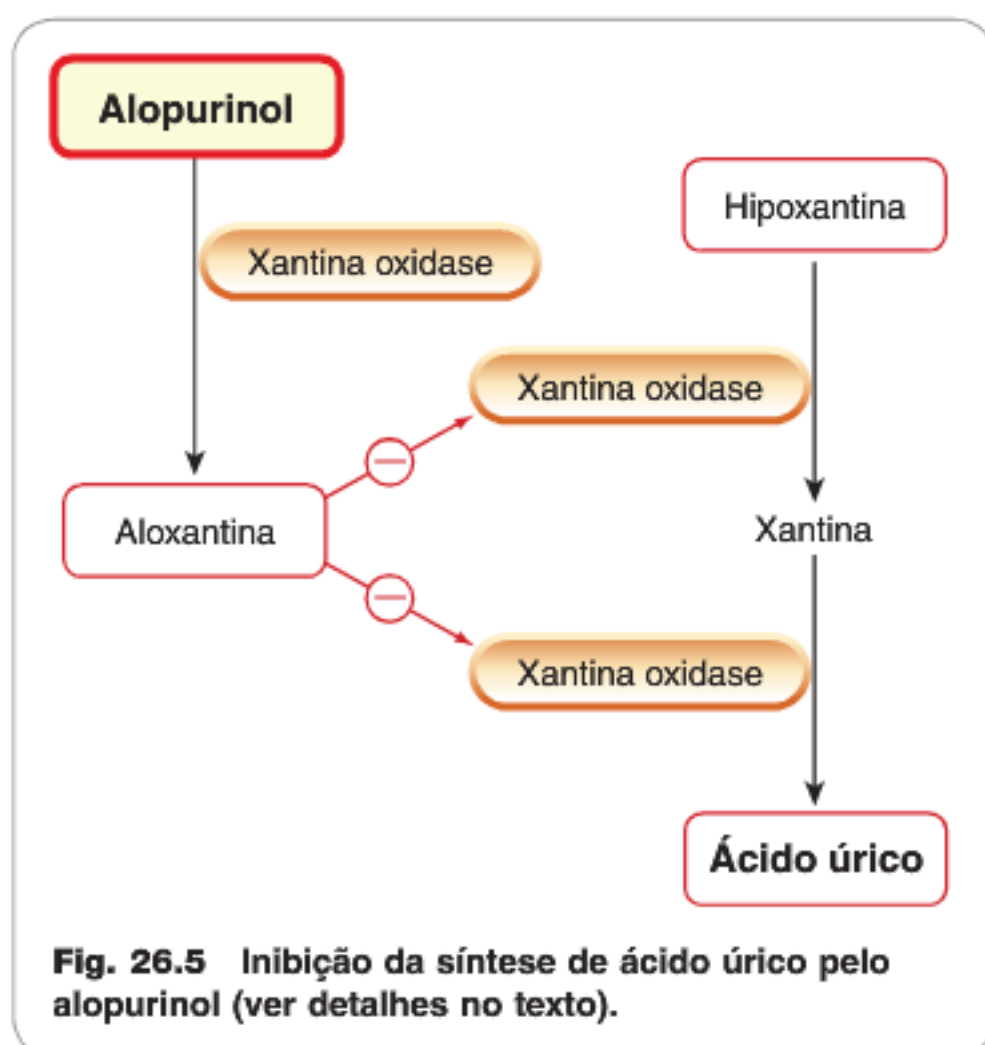 Alopurinol
Hipoxantina
Xantina oxidase
Xantina oxidase
Aloxantina
Xantina
Xantina oxidase
Ácido úrico
Fig. 26.5 Inibição da síntese de ácido úrico pelo
alopurinol (ver detalhes no texto).